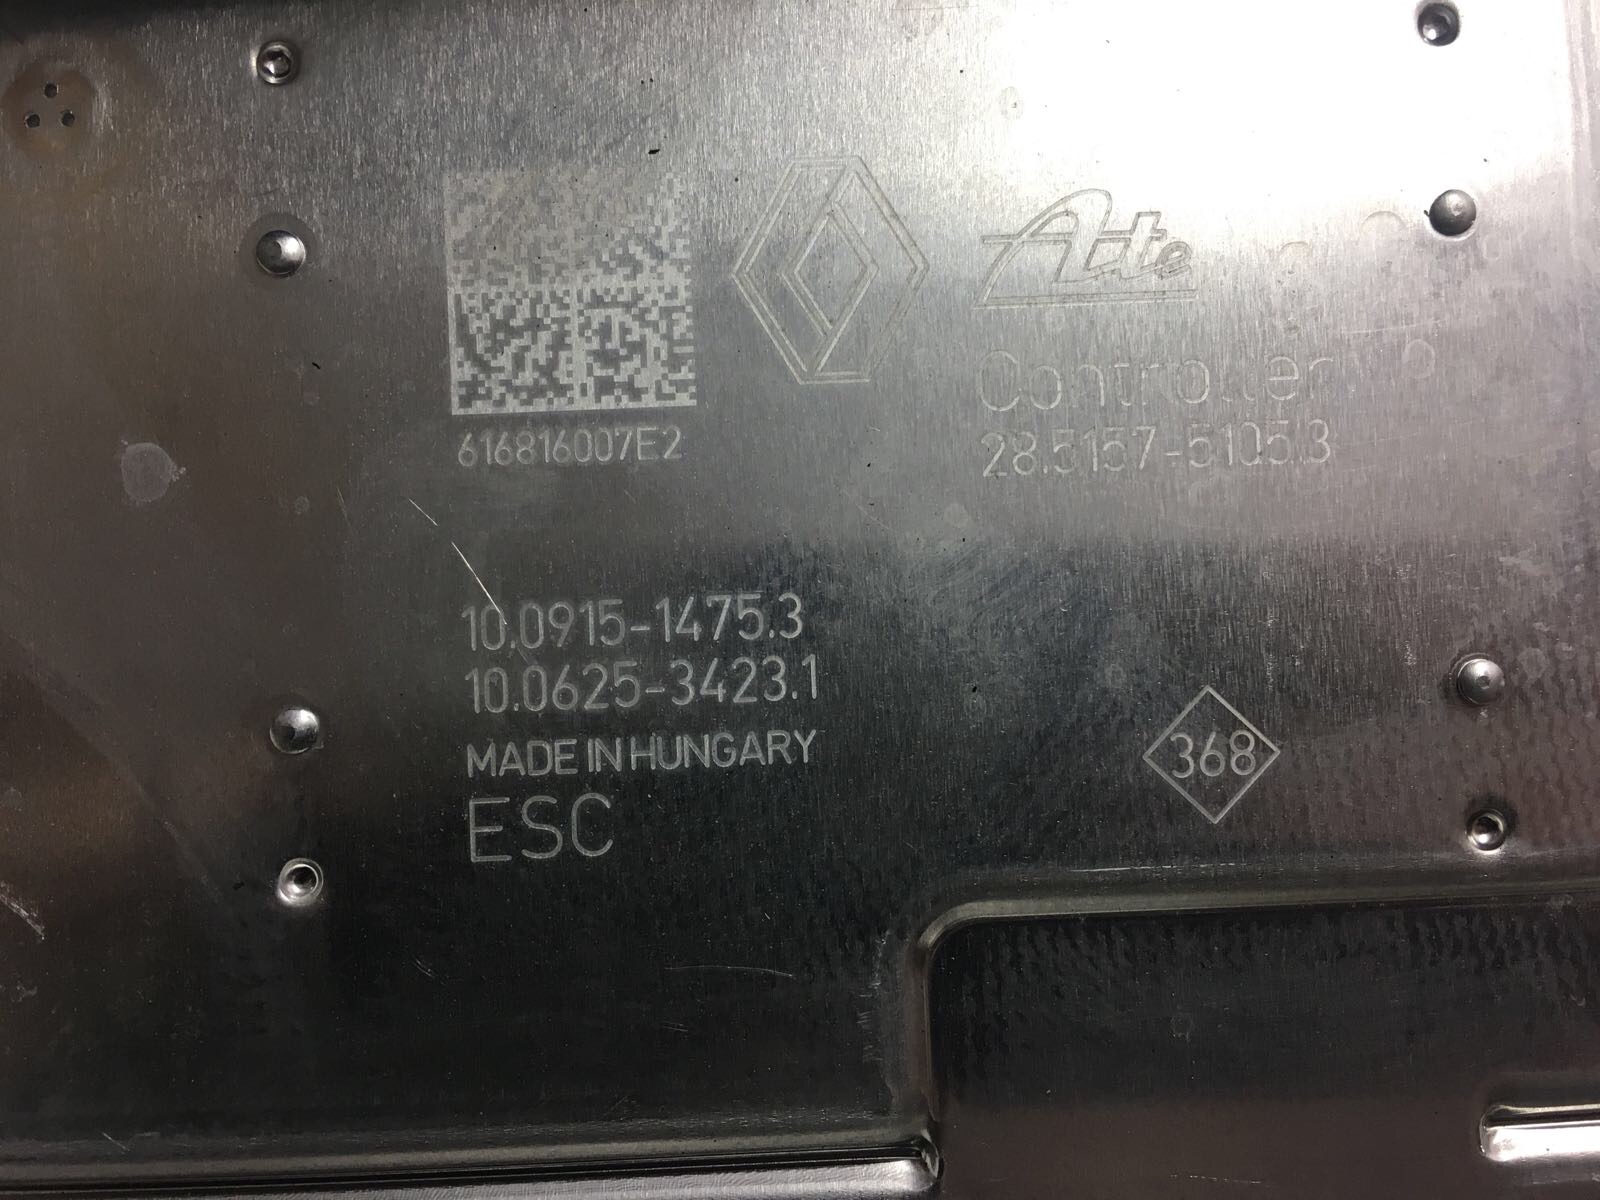 Ate
Controller
28.5157-5105.3
616816007E2
10.0915-1475.3
10.0625-3423.1
MADE IN HUNGARY
ESC
368